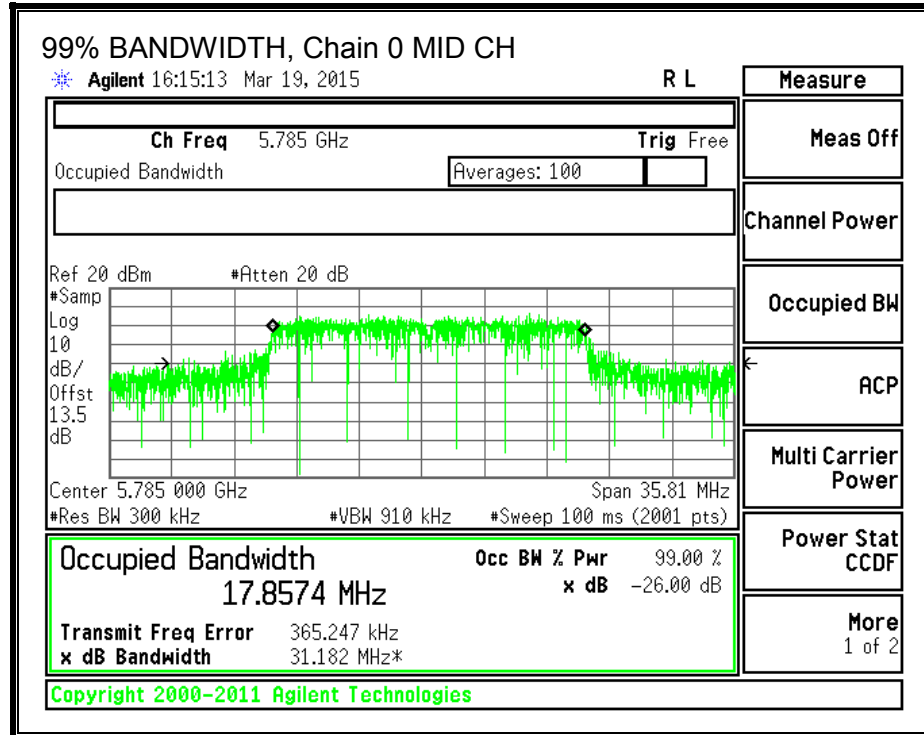 99% BANDWIDTH, Chain 0 MID CH
Agilent 16:15:13 Mar 19, 2015 R L
Measure
Ch Freq 5.785 GHz Trig Free
Meas Off
Occupied Bandwidth Averages: 100
Channel Power
Ref 20 dBm #Atten 20 dB
#Samp
Log
10
dB/
Offst
13.5
dB
Occupied BW
ACP
Center 5.785 000 GHz Span 35.81 MHz
#Res BW 300 kHz #VBW 910 kHz #Sweep 100 ms (2001 pts)
Multi Carrier
Power
Occupied Bandwidth Occ BW % Pwr 99.00 %
17.8574 MHz x dB -26.00 dB
Power Stat
CCDF
Transmit Freq Error 365.247 kHz
x dB Bandwidth 31.182 MHz*
More
1 of 2
Copyright 2000-2011 Agilent Technologies